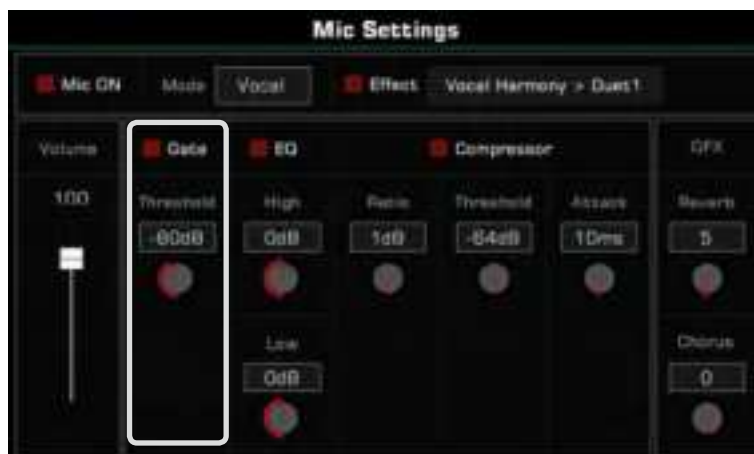 Mic Settings
Mic ON Mode Vocal Effect Vocal Harmony > Duet1
Volume Gate EQ Compressor GFX
100 Threshold High Ratio Threshold Attack Reverb
-60dB 0dB 1dB -64dB 10ms 5
Low Chorus
0dB 0